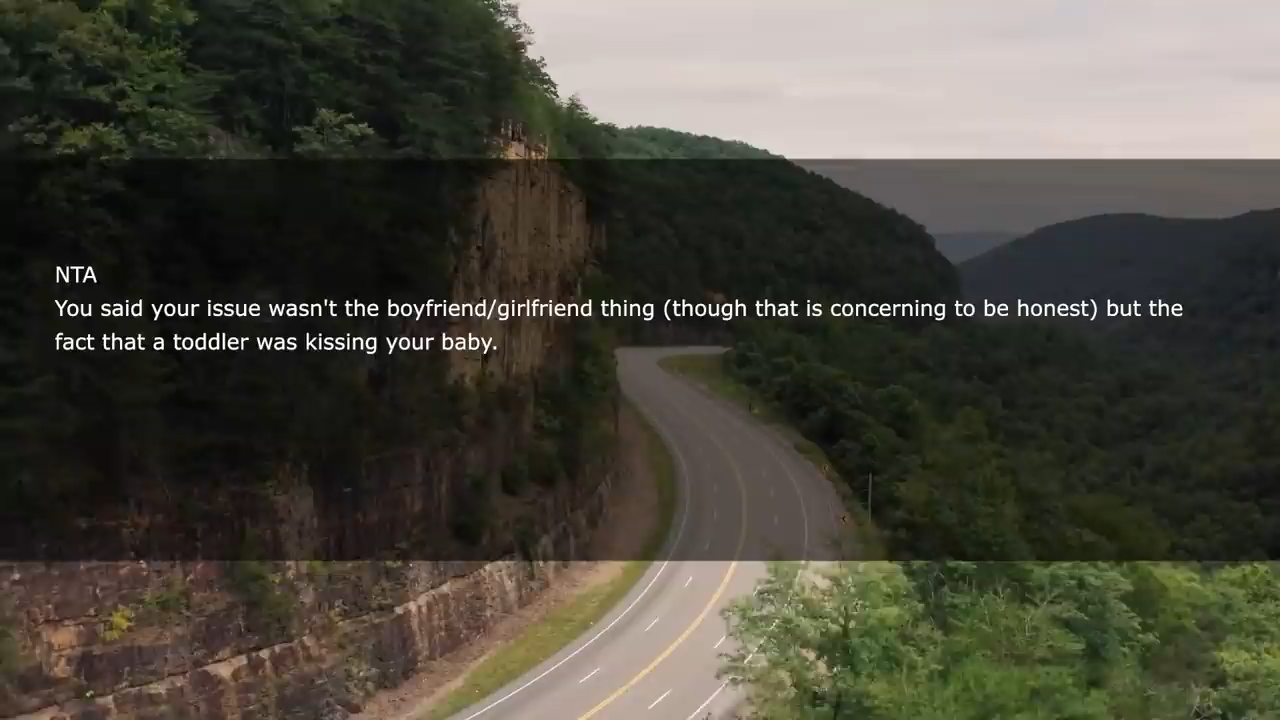 NTA
You said your issue wasn't the boyfriend/girlfriend thing (though that is concerning to be honest) but the
fact that a toddler was kissing your baby.